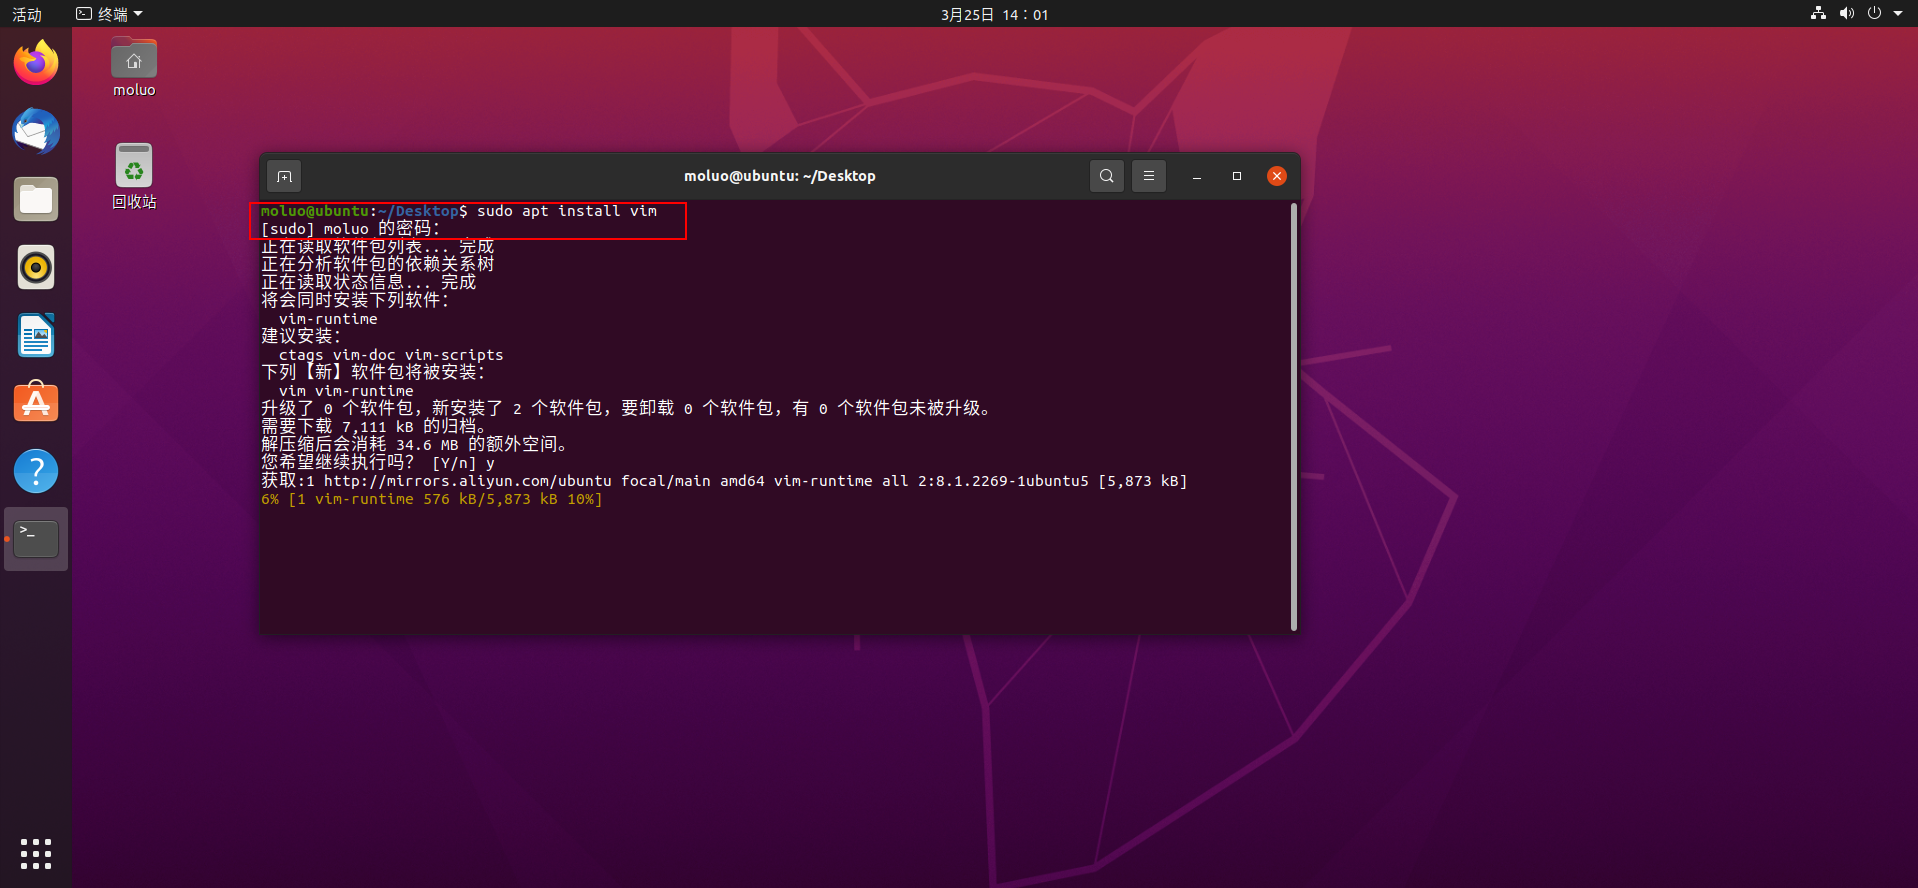 活动
终端
3月25日 14：01
moluo
回收站
moluo@ubuntu: ~/Desktop
moluo@ubuntu:~/Desktop$ sudo apt install vim
[sudo] moluo 的密码：
正在读取软件包列表... 完成
正在分析软件包的依赖关系树
正在读取状态信息... 完成
将会同时安装下列软件：
  vim-runtime
建议安装：
  ctags vim-doc vim-scripts
下列【新】软件包将被安装：
  vim vim-runtime
升级了 0 个软件包，新安装了 2 个软件包，要卸载 0 个软件包，有 0 个软件包未被升级。
需要下载 7,111 kB 的归档。
解压缩后会消耗 34.6 MB 的额外空间。
您希望继续执行吗？ [Y/n] y
获取:1 http://mirrors.aliyun.com/ubuntu focal/main amd64 vim-runtime all 2:8.1.2269-1ubuntu5 [5,873 kB]
6% [1 vim-runtime 576 kB/5,873 kB 10%]